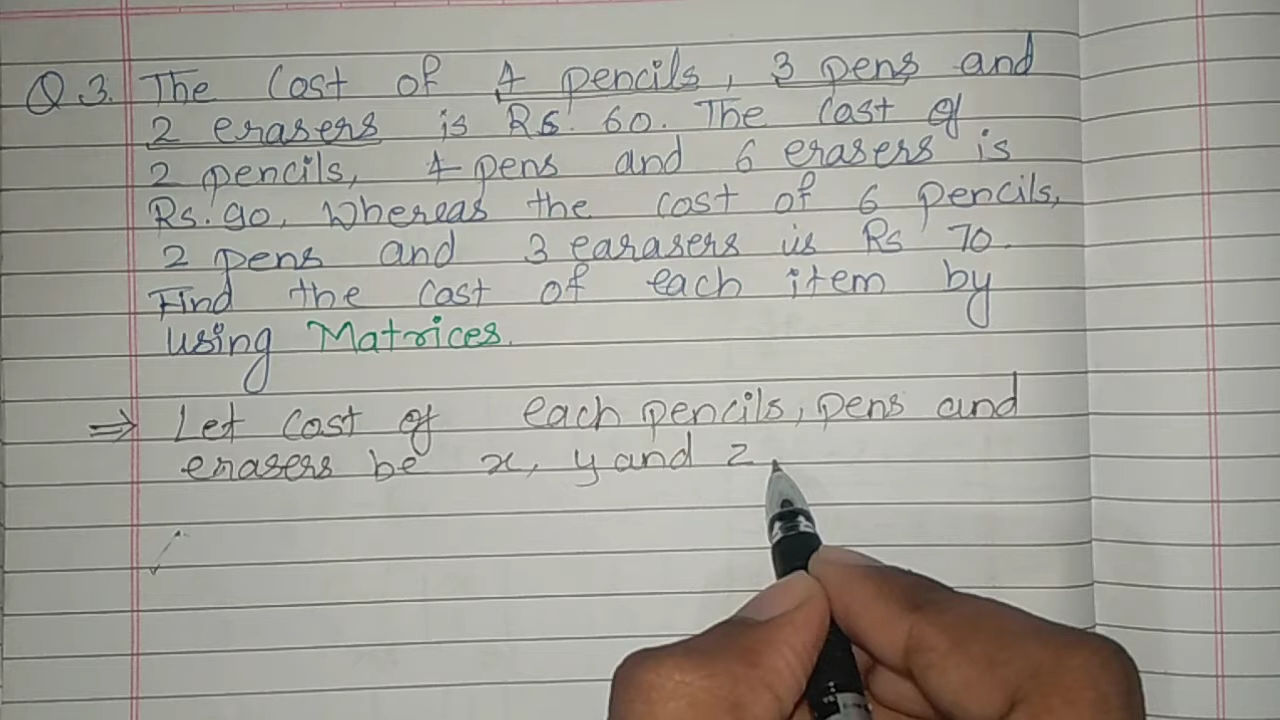 Q 3. The Cost of 4 pencils, 3 pens and
2 erasers is Rs. 60. The Cost of
2 pencils, 4 pens and 6 erasers is
Rs. 90, Whereas the cost of 6 pencils,
2 pens and 3 earasers is Rs 70.
Find the cost of each item by
using Matrices.
⇒ Let Cost of each pencils, pens and
erasers be x, y and z